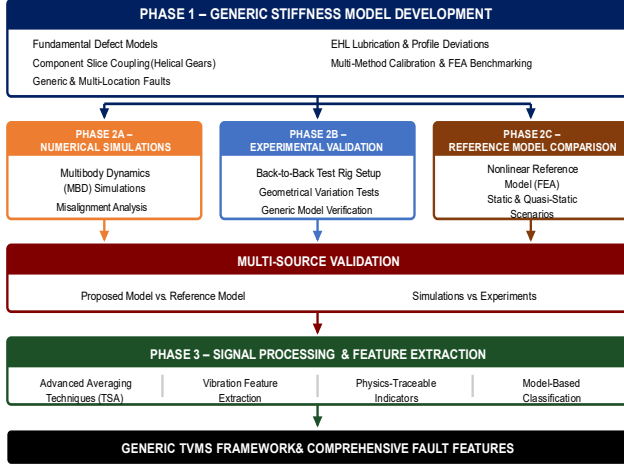 PHASE 1 – GENERIC STIFFNESS MODEL DEVELOPMENT
Fundamental Defect Models
Component Slice Coupling (Helical Gears)
Generic & Multi-Location Faults
EHL Lubrication & Profile Deviations
Multi-Method Calibration & FEA Benchmarking
PHASE 2A –
NUMERICAL SIMULATIONS
Multibody Dynamics
(MBD) Simulations
Misalignment Analysis
PHASE 2B –
EXPERIMENTAL VALIDATION
Back-to-Back Test Rig Setup
Geometrical Variation Tests
Generic Model Verification
PHASE 2C –
REFERENCE MODEL COMPARISON
Nonlinear Reference
Model (FEA)
Static & Quasi-Static
Scenarios
MULTI-SOURCE VALIDATION
Proposed Model vs. Reference Model
Simulations vs. Experiments
PHASE 3 – SIGNAL PROCESSING & FEATURE EXTRACTION
Advanced Averaging
Techniques (TSA)
Vibration Feature
Extraction
Physics-Traceable
Indicators
Model-Based
Classification
GENERIC TVMS FRAMEWORK& COMPREHENSIVE FAULT FEATURES